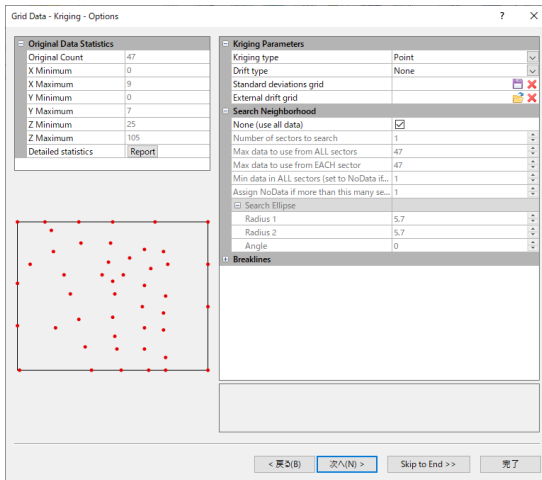 Grid Data - Kriging - Options
? ×
Original Data Statistics
Original Count 47
X Minimum 0
X Maximum 9
Y Minimum 0
Y Maximum 7
Z Minimum 25
Z Maximum 105
Detailed statistics Report
Kriging Parameters
Kriging type Point
Drift type None
Standard deviations grid
External drift grid
Search Neighborhood
None (use all data)
Number of sectors to search 1
Max data to use from ALL sectors 47
Max data to use from EACH sector 47
Min data in ALL sectors (set to NoData if... 1
Assign NoData if more than this many se... 1
Search Ellipse
Radius 1 5.7
Radius 2 5.7
Angle 0
Breaklines
< 戻る(B) 次へ(N) > Skip to End >> 完了